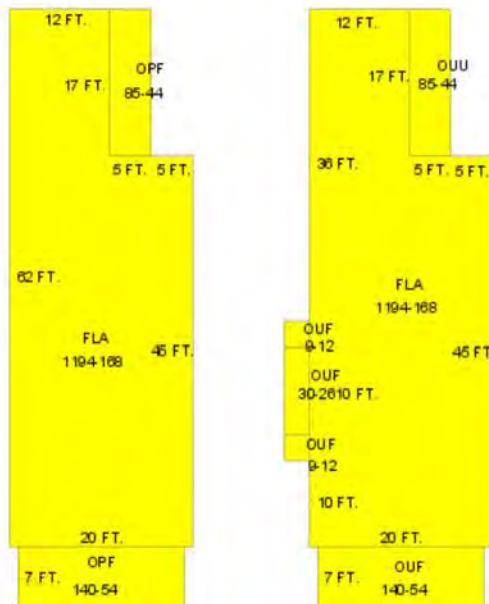 12 FT.
OPF
17 FT.
85-44
5 FT. 5 FT.
62 FT.
FLA
1194-168
45 FT.
20 FT.
OPF
7 FT.
140-54
12 FT.
OUU
17 FT.
85-44
36 FT.
5 FT. 5 FT.
FLA
1194-168
OUF
9-12
45 FT.
OUF
30-26 10 FT.
OUF
9-12
10 FT.
20 FT.
OUF
7 FT.
140-54